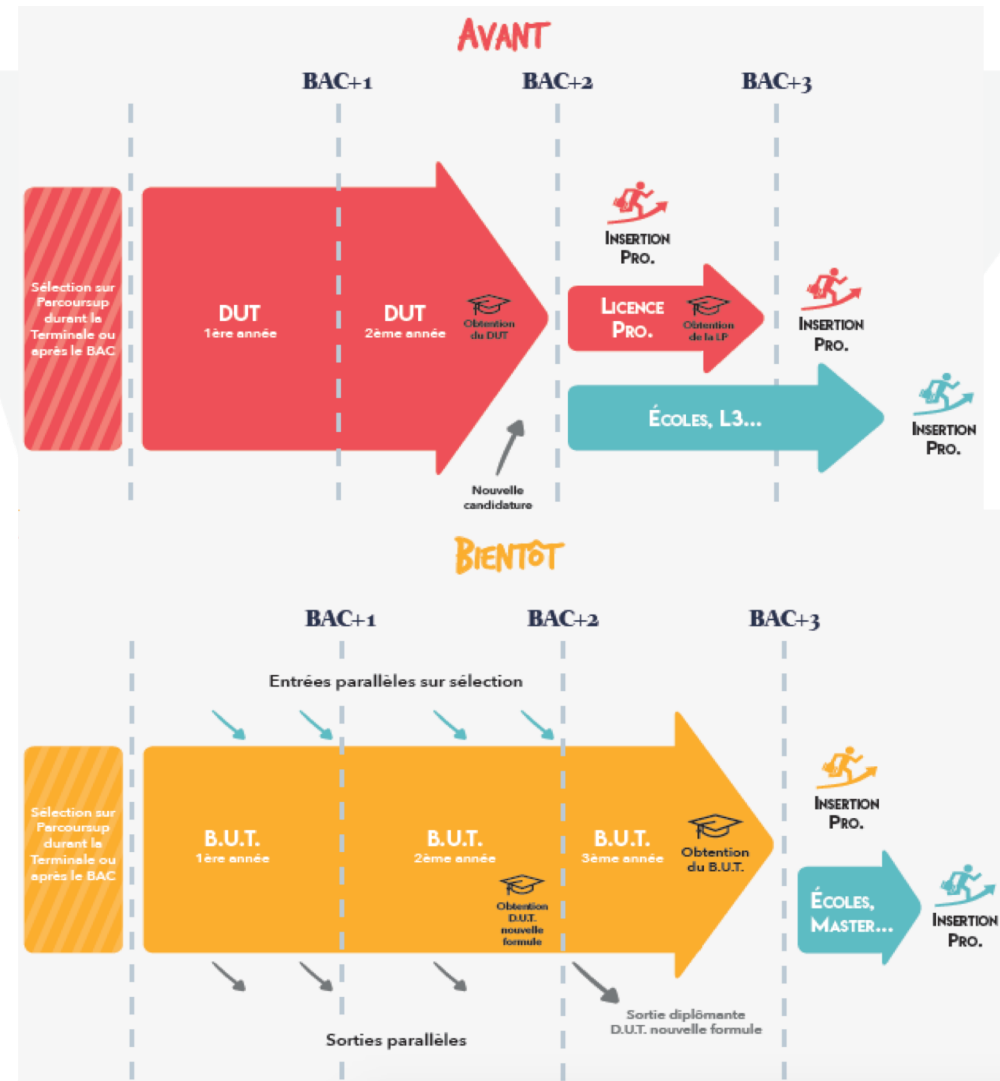 AVANT
BAC+1
BAC+2
BAC+3
Sélection sur
Parcoursup
durant la
Terminale ou
après le BAC
DUT
1ère année
DUT
2ème année
Obtention
du DUT
INSERTION
PRO.
LICENCE
PRO.
Obtention
de la LP
INSERTION
PRO.
ÉCOLES, L3...
INSERTION
PRO.
Nouvelle
candidature
BIENTÔT
BAC+1
BAC+2
BAC+3
Entrées parallèles sur sélection
Sélection sur
Parcoursup
durant la
Terminale ou
après le BAC
B.U.T.
1ère année
B.U.T.
2ème année
Obtention
D.U.T.
nouvelle
formule
B.U.T.
3ème année
Obtention
du B.U.T.
INSERTION
PRO.
ÉCOLES,
MASTER...
INSERTION
PRO.
Sortie diplômante
D.U.T. nouvelle formule
Sorties parallèles